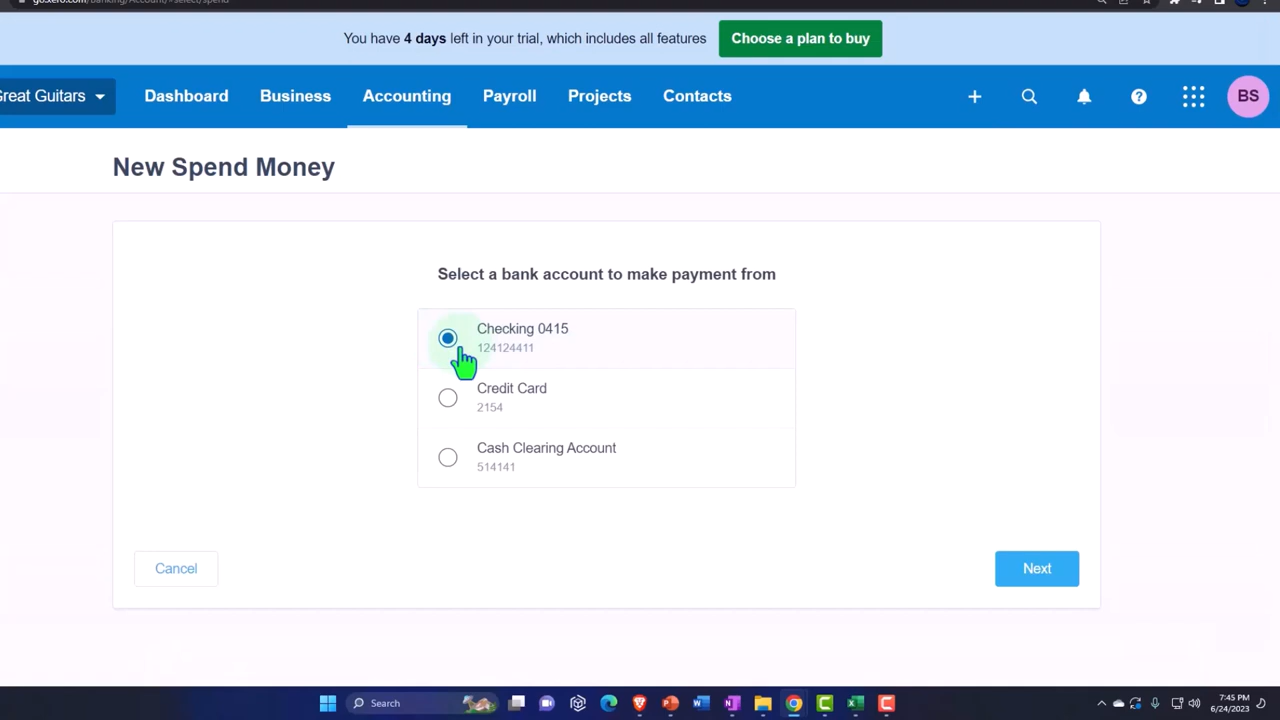 You have 4 days left in your trial, which includes all features
Choose a plan to buy
Great Guitars
Dashboard
Business
Accounting
Payroll
Projects
Contacts
BS
New Spend Money
Select a bank account to make payment from
Checking 0415
124124411
Credit Card
2154
Cash Clearing Account
514141
Cancel
Next
Search
7:45 PM
6/24/2023